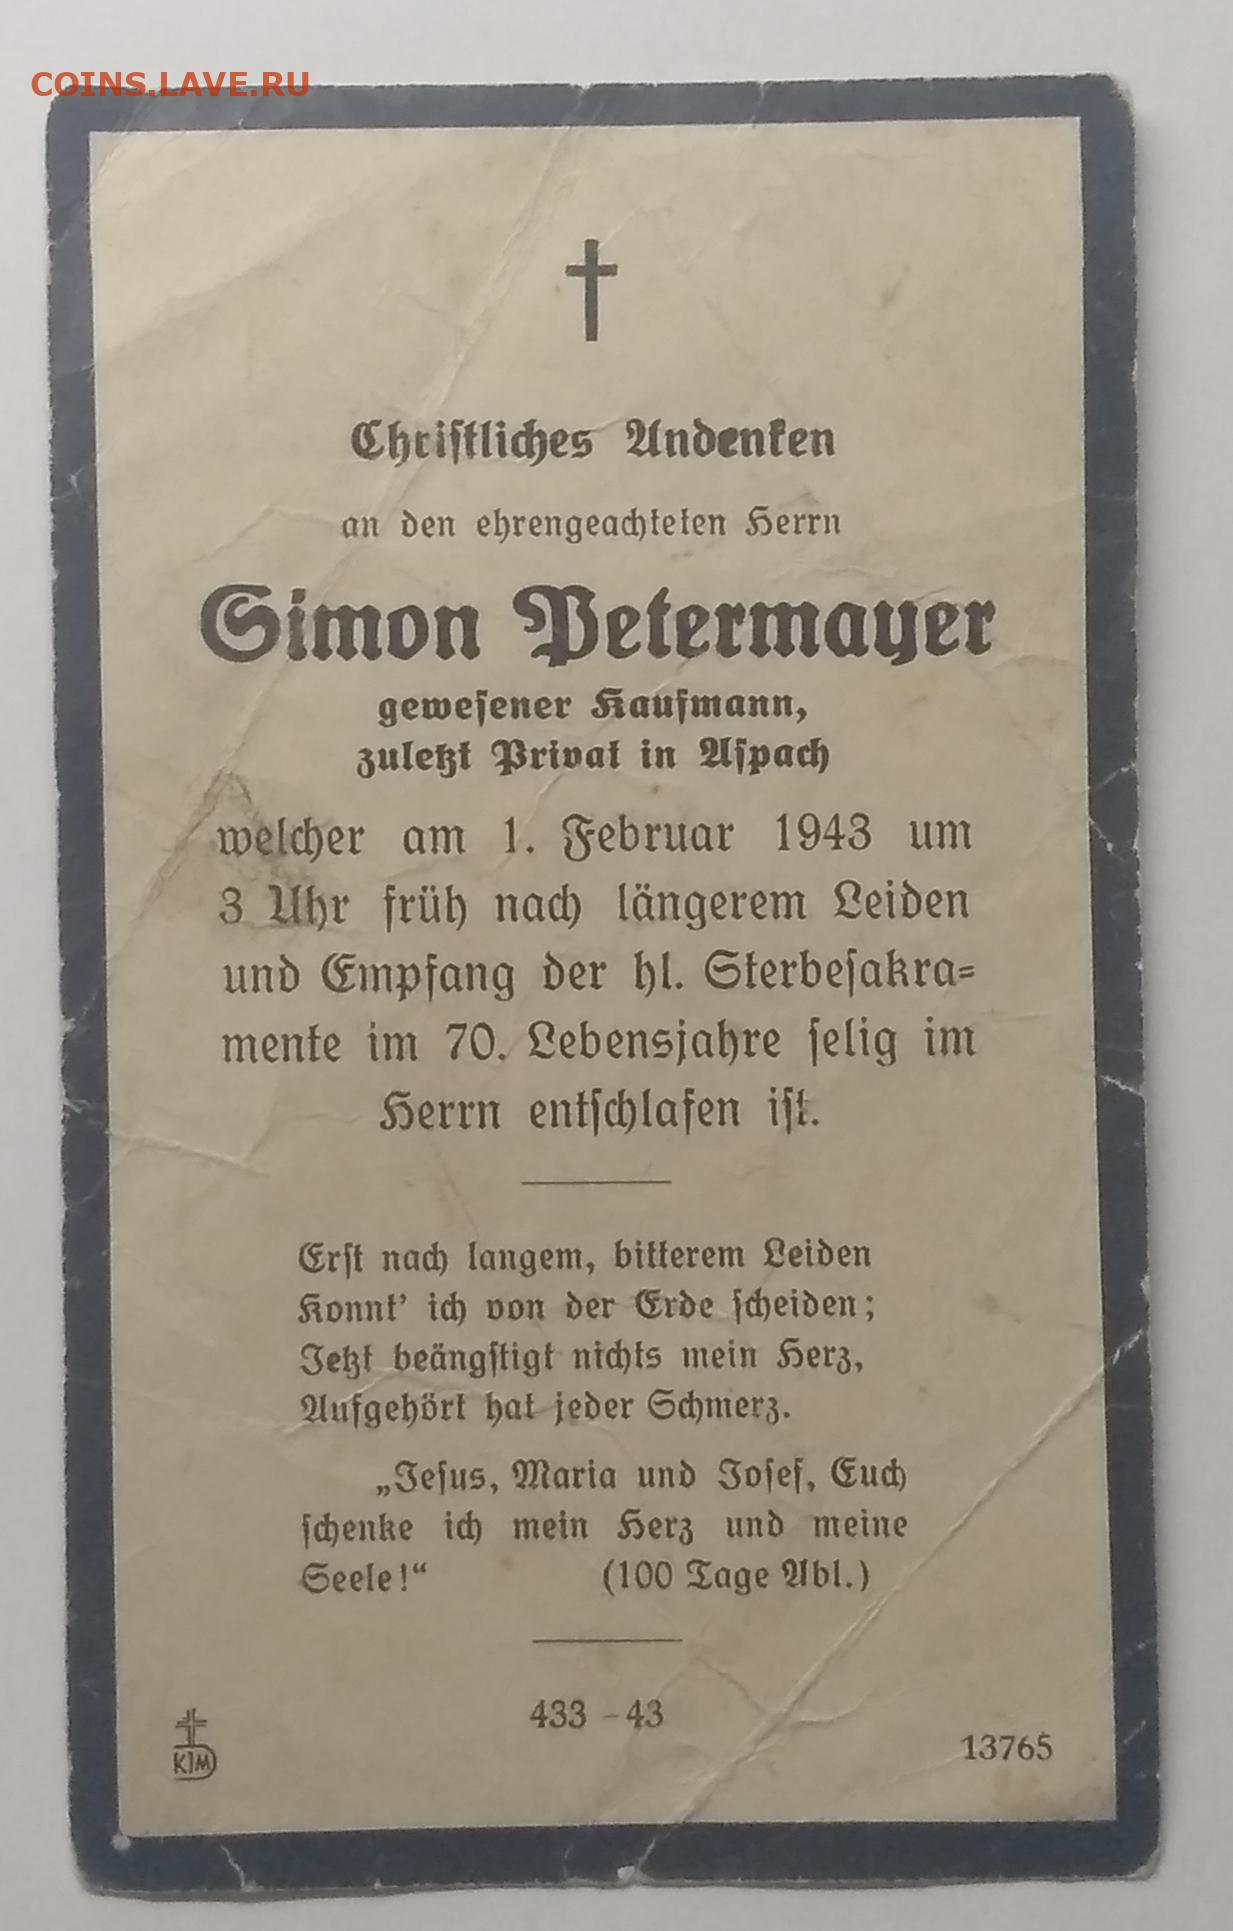 COINS.LAVE.RU
Christliches Andenken
an den ehrengeachteten Herrn
Simon Petermayer
gewesener Kaufmann,
zuletzt Privat in Aspach
welcher am 1. Februar 1943 um
3 Uhr früh nach längerem Leiden
und Empfang der hl. Sterbesakra=
mente im 70. Lebensjahre selig im
Herrn entschlafen ist.
Erst nach langem, bitterem Leiden
Konnt' ich von der Erde scheiden;
Jetzt beängstigt nichts mein Herz,
Aufgehört hat jeder Schmerz.
„Jesus, Maria und Josef, Euch
schenke ich mein Herz und meine
Seele!“ (100 Tage Abl.)
433 - 43
KIM
13765